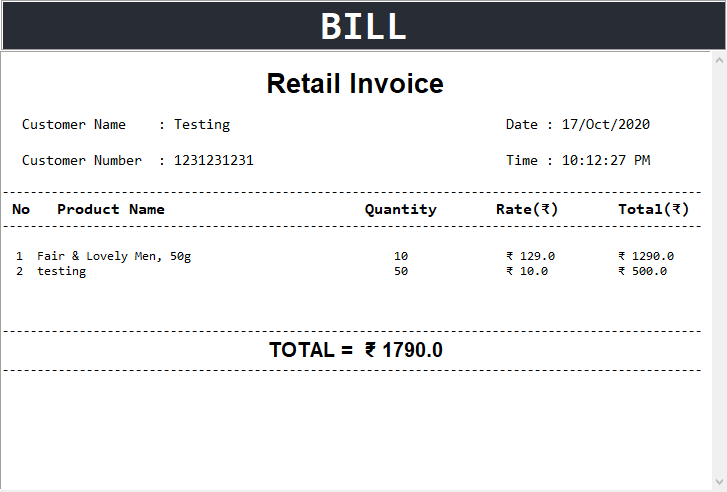 BILL
Retail Invoice
Customer Name : Testing Date : 17/Oct/2020
Customer Number : 1231231231 Time : 10:12:27 PM
---------------------------------------------------------------------------------------------------
No Product Name Quantity Rate(₹) Total(₹)
---------------------------------------------------------------------------------------------------
1 Fair & Lovely Men, 50g 10 ₹ 129.0 ₹ 1290.0
2 testing 50 ₹ 10.0 ₹ 500.0
---------------------------------------------------------------------------------------------------
TOTAL = ₹ 1790.0
---------------------------------------------------------------------------------------------------